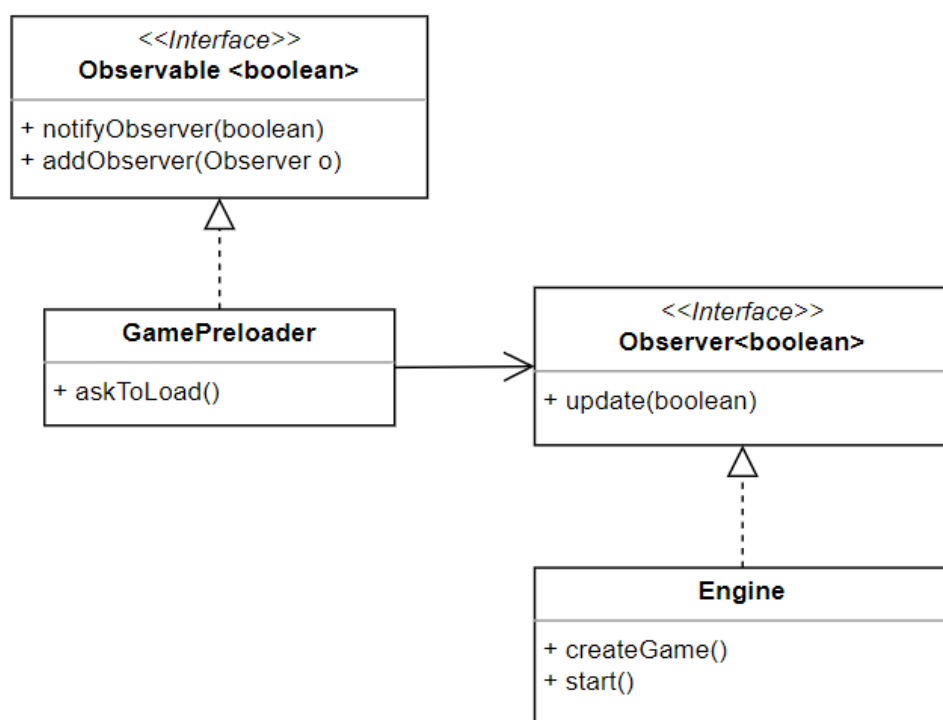 <<Interface>>
Observable <boolean>
+ notifyObserver(boolean)
+ addObserver(Observer o)
GamePreloader
+ askToLoad()
<<Interface>>
Observer<boolean>
+ update(boolean)
Engine
+ createGame()
+ start()